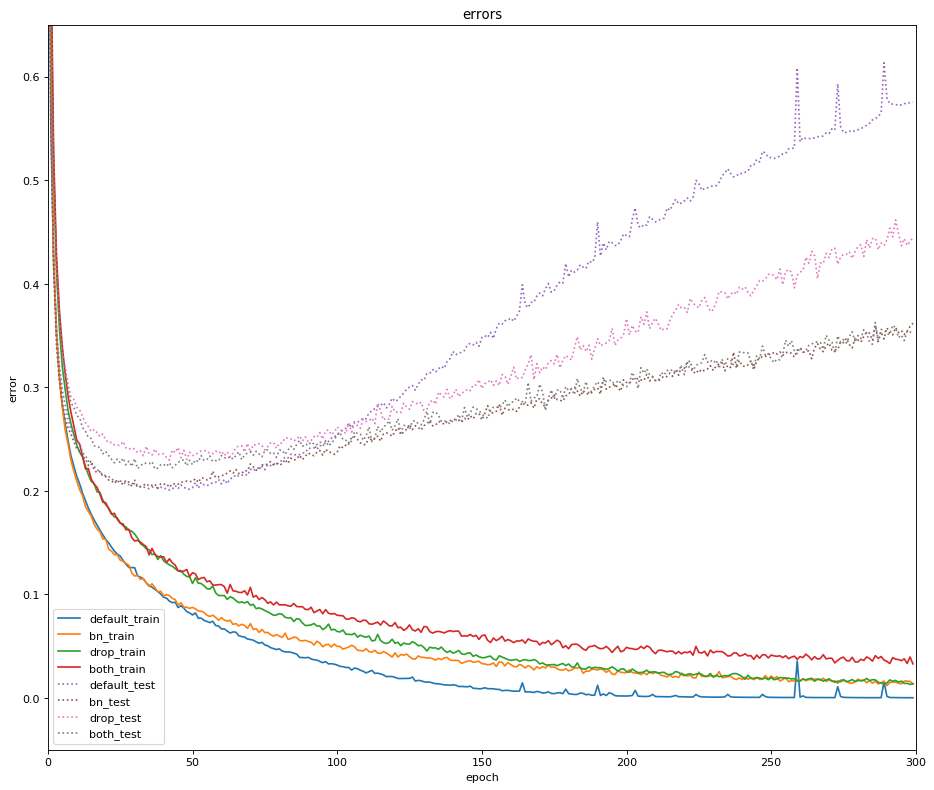 errors
error
0.6
0.5
0.4
0.3
0.2
0.1
0.0
default_train
bn_train
drop_train
both_train
default_test
bn_test
drop_test
both_test
0
50
100
150
200
250
300
epoch